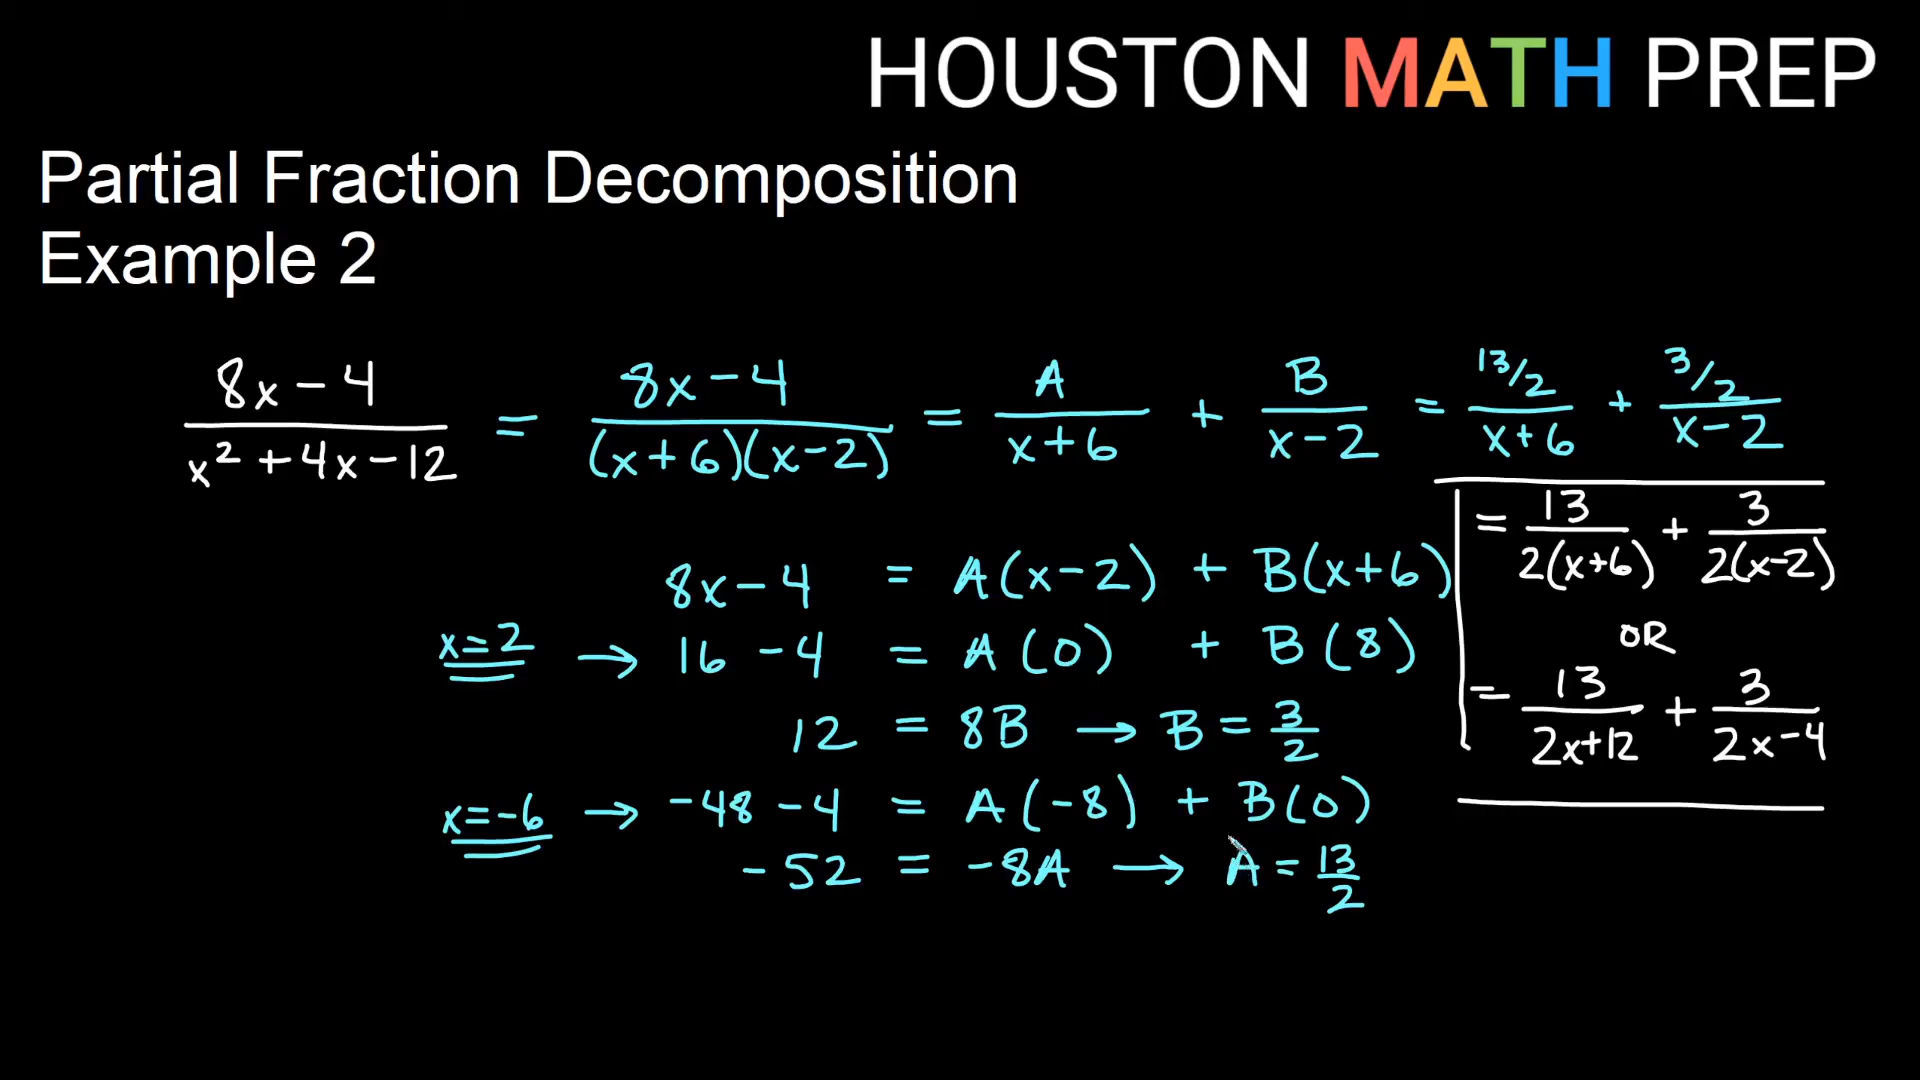 HOUSTON MATH PREP
Partial Fraction Decomposition
Example 2
(8x-4)/(x²+4x-12) = (8x-4)/((x+6)(x-2)) = A/(x+6) + B/(x-2) = (13/2)/(x+6) + (3/2)/(x-2)
= 13/(2(x+6)) + 3/(2(x-2))
8x-4 = A(x-2) + B(x+6)
OR
x=2 → 16-4 = A(0) + B(8)
= 13/(2x+12) + 3/(2x-4)
12 = 8B → B = 3/2
x=-6 → -48-4 = A(-8) + B(0)
-52 = -8A → A = 13/2